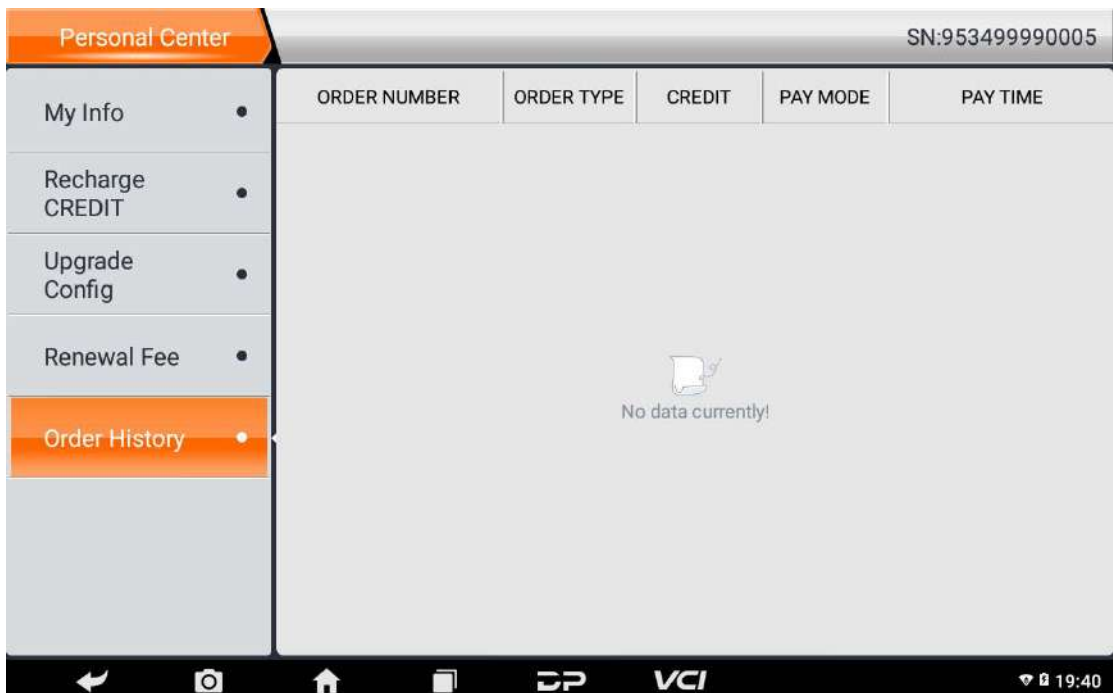 Personal Center
SN:953499990005
My Info
Recharge
CREDIT
Upgrade
Config
Renewal Fee
Order History
ORDER NUMBER ORDER TYPE CREDIT PAY MODE PAY TIME
No data currently!
DP VCI 19:40